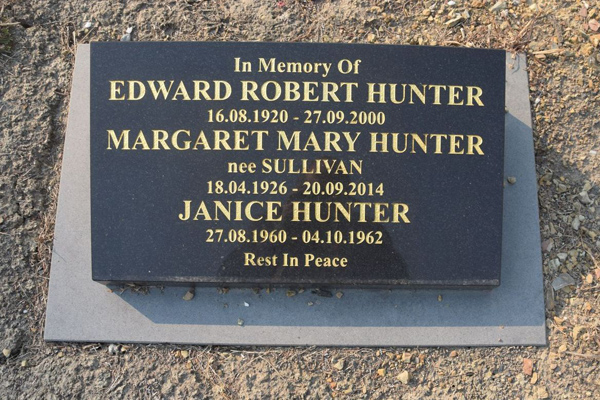 In Memory Of
EDWARD ROBERT HUNTER
16.08.1920 - 27.09.2000
MARGARET MARY HUNTER
nee SULLIVAN
18.04.1926 - 20.09.2014
JANICE HUNTER
27.08.1960 - 04.10.1962
Rest In Peace